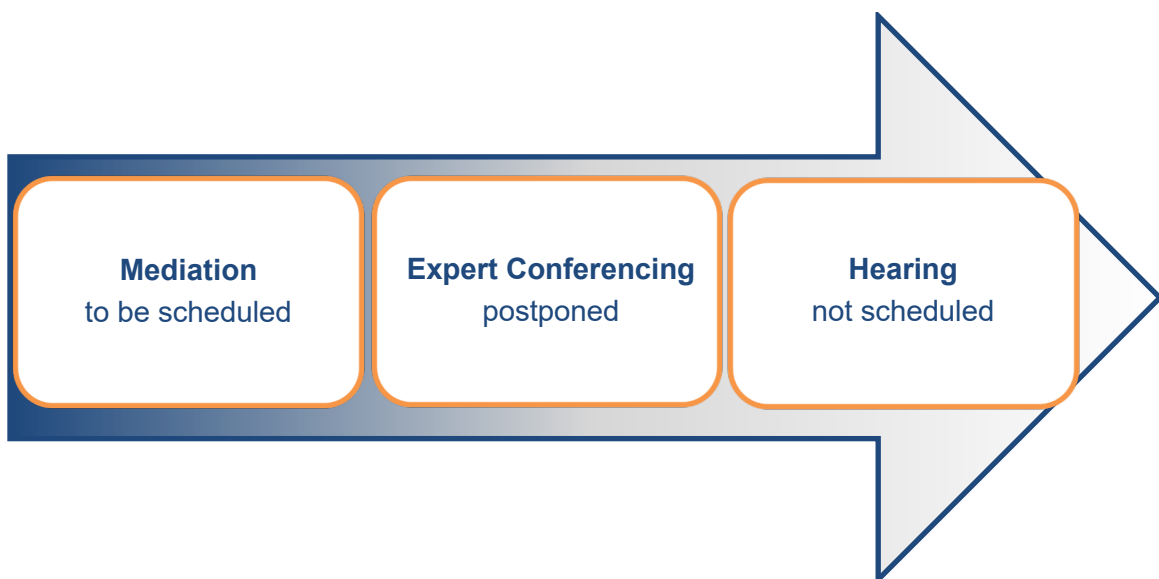 Mediation
to be scheduled
Expert Conferencing
postponed
Hearing
not scheduled